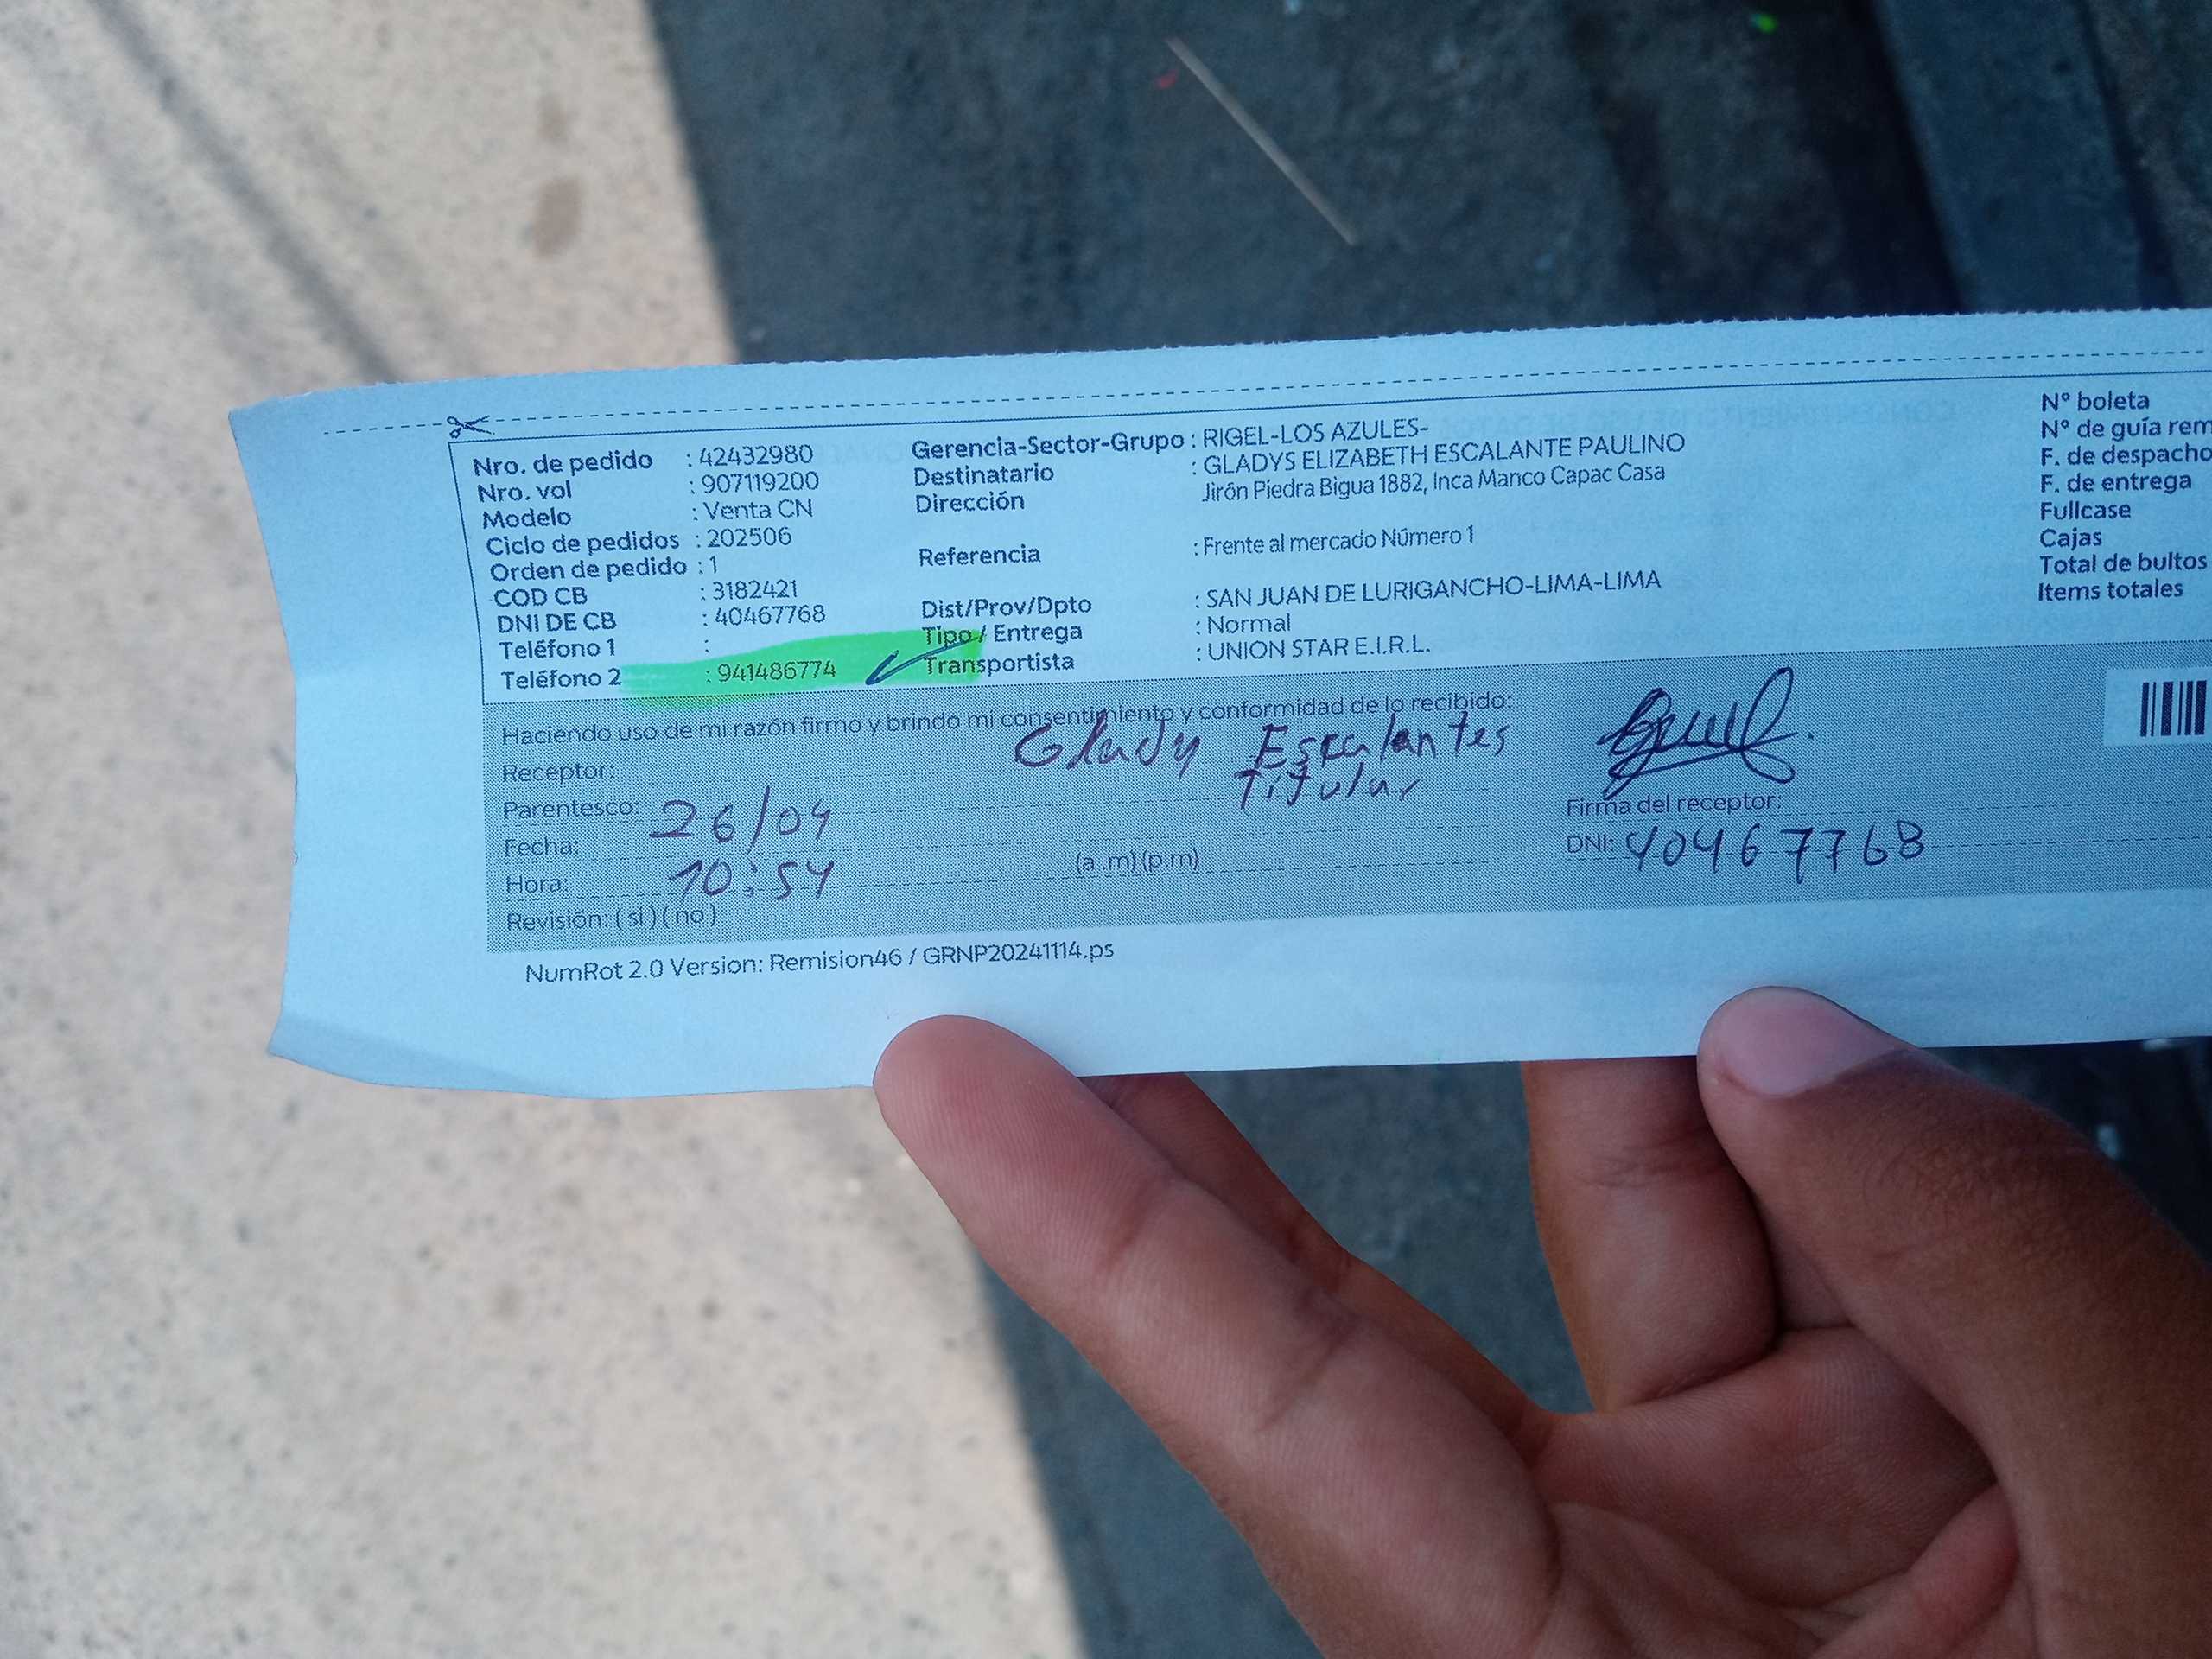 Nro. de pedido : 42432980
Nro. vol : 907119200
Modelo : Venta CN
Ciclo de pedidos : 202506
Orden de pedido : 1
COD CB : 3182421
DNI DE CB : 40467768
Teléfono 1 :
Teléfono 2 : 941486774
Gerencia-Sector-Grupo : RIGEL-LOS AZULES-
Destinatario : GLADYS ELIZABETH ESCALANTE PAULINO
Dirección Jirón Piedra Bigua 1882, Inca Manco Capac Casa
Referencia : Frente al mercado Número 1
Dist/Prov/Dpto : SAN JUAN DE LURIGANCHO-LIMA-LIMA
Tipo / Entrega : Normal
Transportista : UNION STAR E.I.R.L.
N° boleta
N° de guía rem
F. de despacho
F. de entrega
Fullcase
Cajas
Total de bultos
Items totales
Haciendo uso de mi razón firmo y brindo mi consentimiento y conformidad de lo recibido:
Receptor: Glady Escalantes
Parentesco: Titular
Fecha: 26/04
Hora: 10:54 (a .m) (p.m)
Revisión: ( si ) ( no )
Firma del receptor:
DNI: 40467768
NumRot 2.0 Version: Remision46 / GRNP20241114.ps